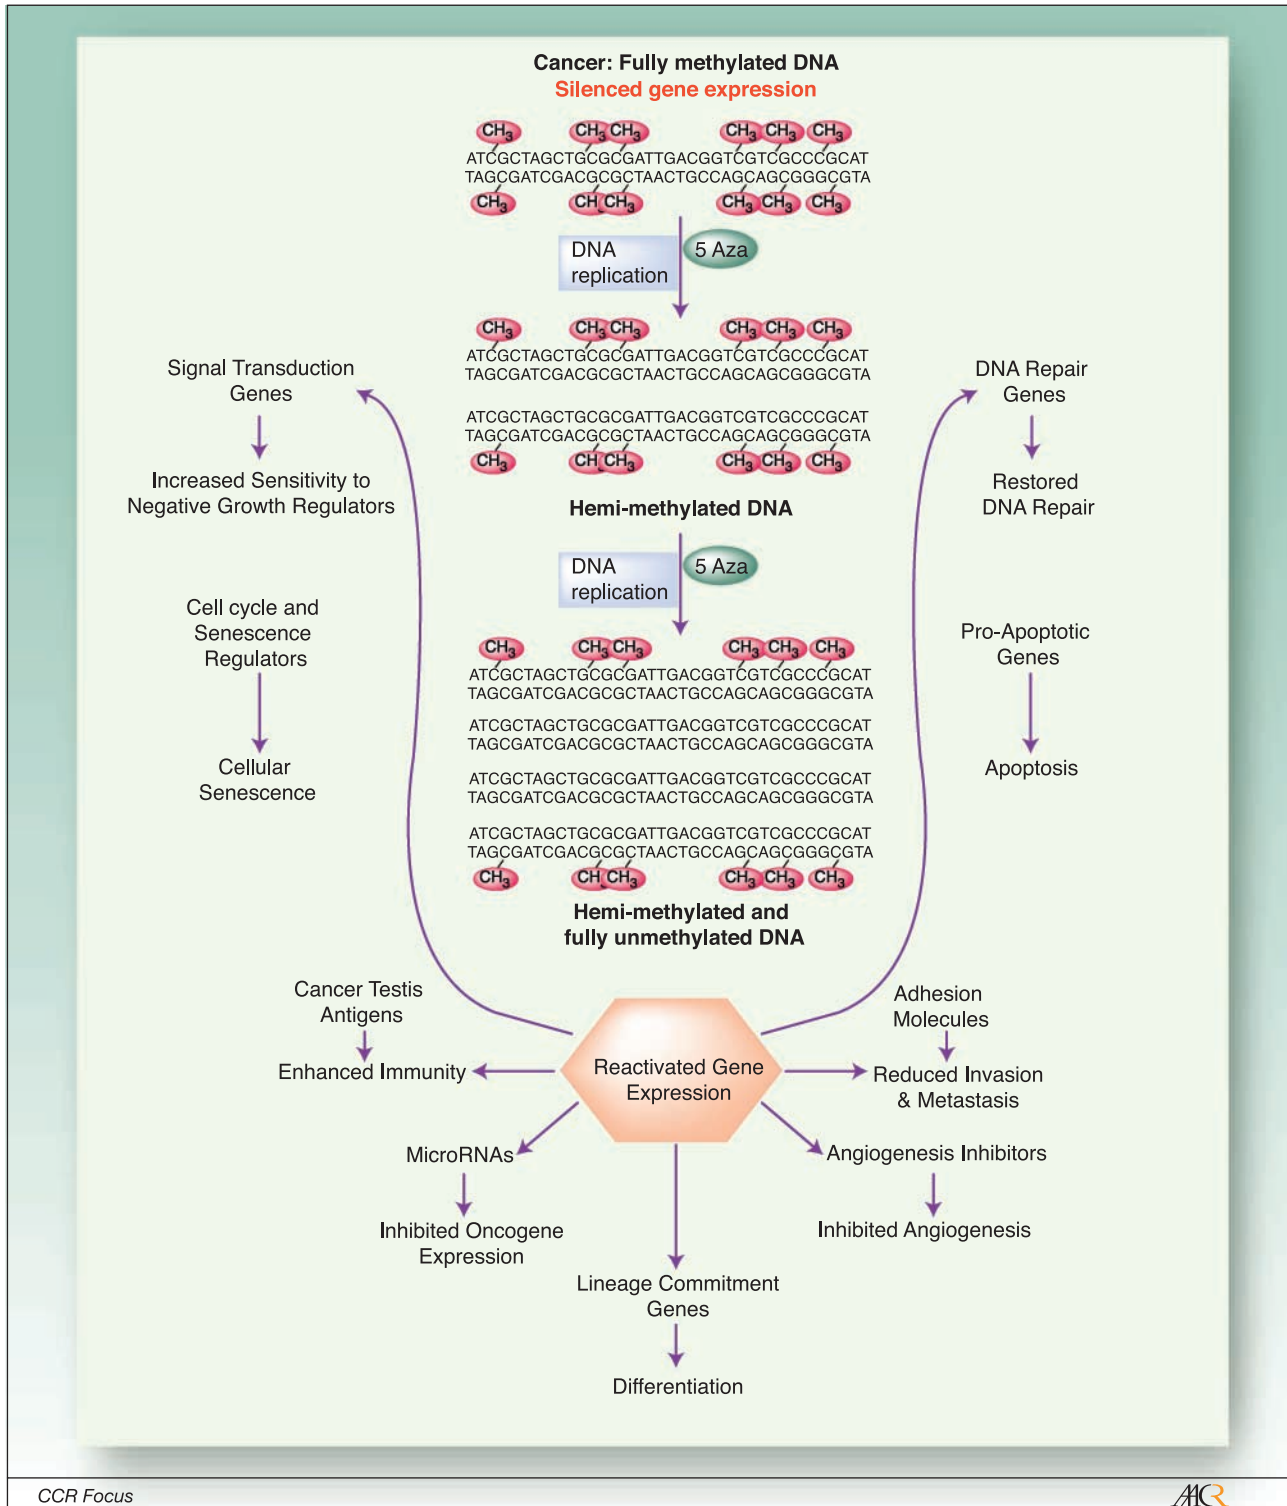 Cancer: Fully methylated DNA
Silenced gene expression
CH3 CH3 CH3 CH3 CH3 CH3
ATCGCTAGCTGCGCGATTGACGGTCGTCGCCCGCAT
TAGCGATCGACGCGCTAACTGCCAGCAGCGGGCGTA
CH3 CH CH3 CH3 CH3 CH3
DNA
replication
5 Aza
CH3 CH3 CH3 CH3 CH3 CH3
ATCGCTAGCTGCGCGATTGACGGTCGTCGCCCGCAT
TAGCGATCGACGCGCTAACTGCCAGCAGCGGGCGTA
ATCGCTAGCTGCGCGATTGACGGTCGTCGCCCGCAT
TAGCGATCGACGCGCTAACTGCCAGCAGCGGGCGTA
CH3 CH CH3 CH3 CH3 CH3
Hemi-methylated DNA
DNA
replication
5 Aza
CH3 CH3 CH3 CH3 CH3 CH3
ATCGCTAGCTGCGCGATTGACGGTCGTCGCCCGCAT
TAGCGATCGACGCGCTAACTGCCAGCAGCGGGCGTA
ATCGCTAGCTGCGCGATTGACGGTCGTCGCCCGCAT
TAGCGATCGACGCGCTAACTGCCAGCAGCGGGCGTA
ATCGCTAGCTGCGCGATTGACGGTCGTCGCCCGCAT
TAGCGATCGACGCGCTAACTGCCAGCAGCGGGCGTA
ATCGCTAGCTGCGCGATTGACGGTCGTCGCCCGCAT
TAGCGATCGACGCGCTAACTGCCAGCAGCGGGCGTA
CH3 CH CH3 CH3 CH3 CH3
Hemi-methylated and
fully unmethylated DNA
Signal Transduction
Genes
Increased Sensitivity to
Negative Growth Regulators
Cell cycle and
Senescence
Regulators
Cellular
Senescence
DNA Repair
Genes
Restored
DNA Repair
Pro-Apoptotic
Genes
Apoptosis
Cancer Testis
Antigens
Enhanced Immunity
Reactivated Gene
Expression
Adhesion
Molecules
Reduced Invasion
& Metastasis
MicroRNAs
Inhibited Oncogene
Expression
Angiogenesis Inhibitors
Inhibited Angiogenesis
Lineage Commitment
Genes
Differentiation
CCR Focus
AACR